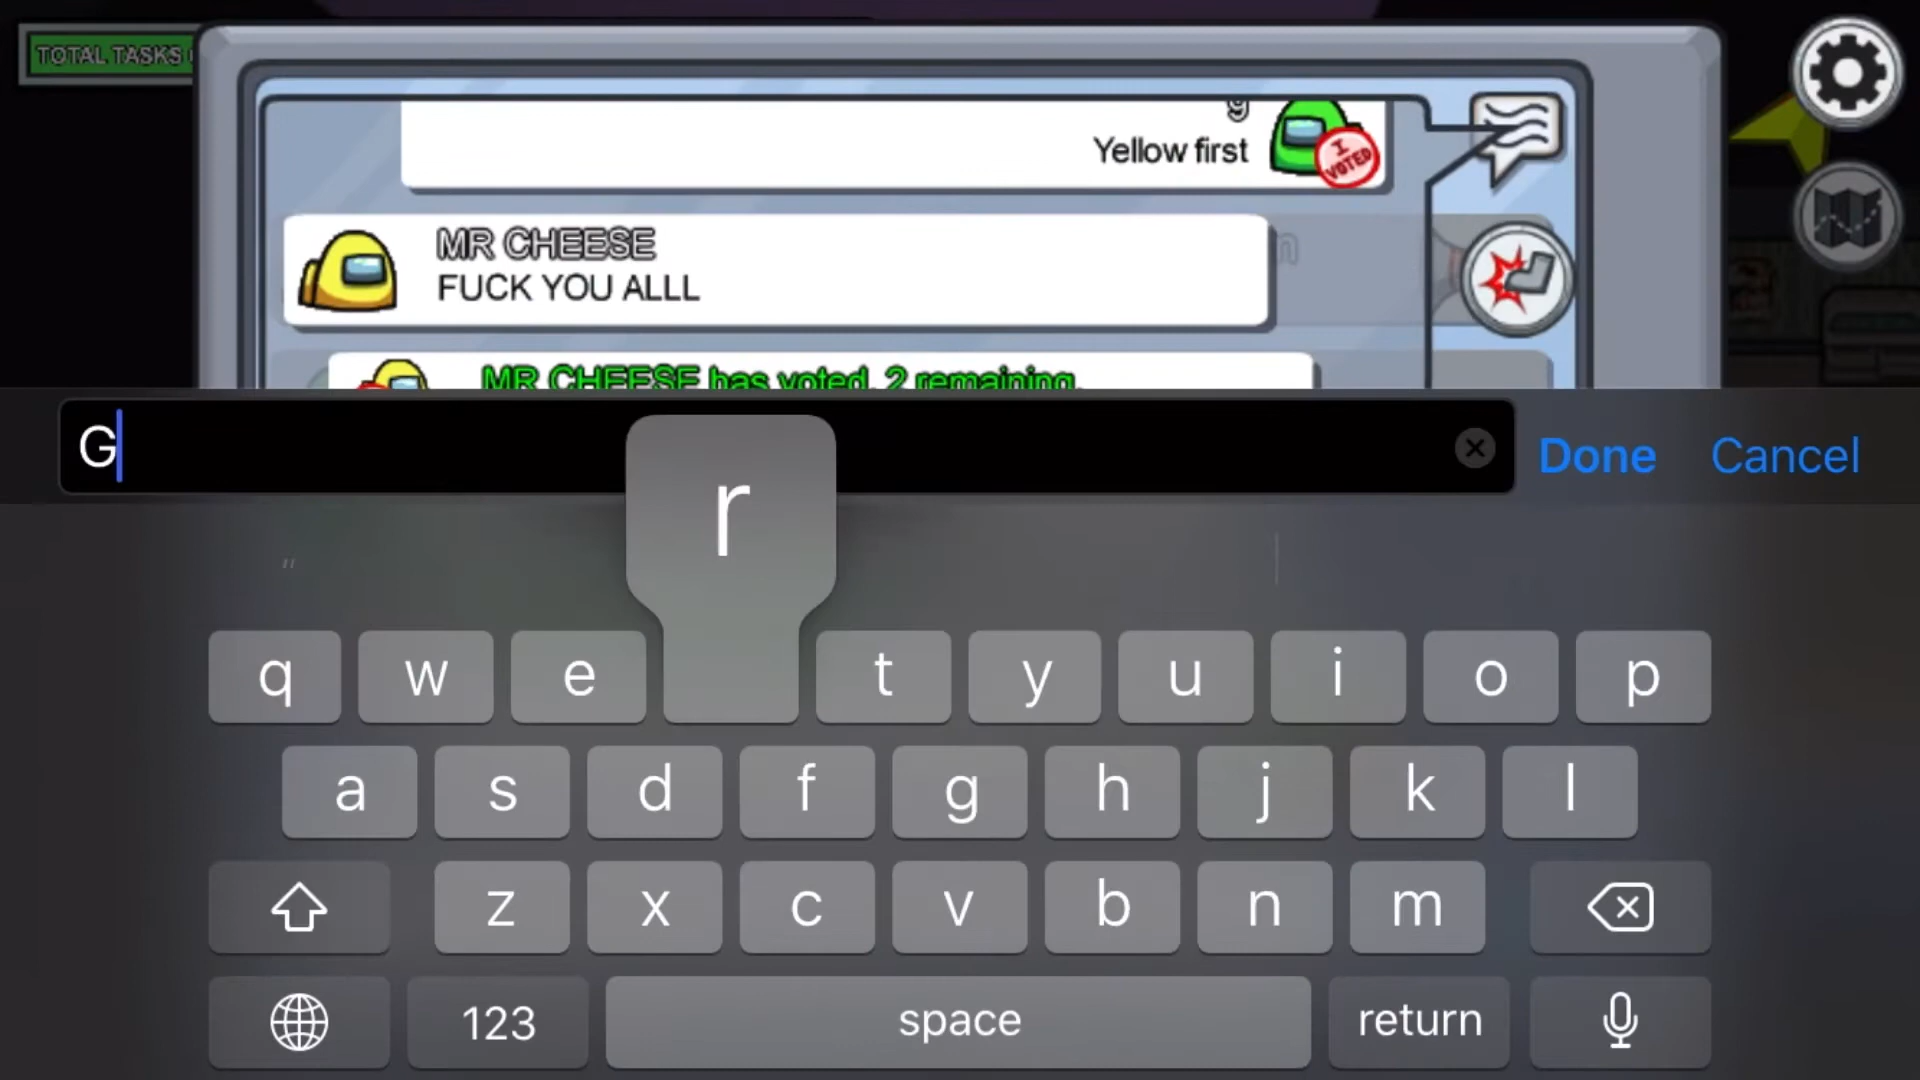 TOTAL TASKS
g
Yellow first
I VOTED
MR CHEESE
FUCK YOU ALLL
MR CHEESE has voted. 2 remaining.
G
Done
Cancel
r
q w e t y u i o p
a s d f g h j k l
z x c v b n m
123 space return